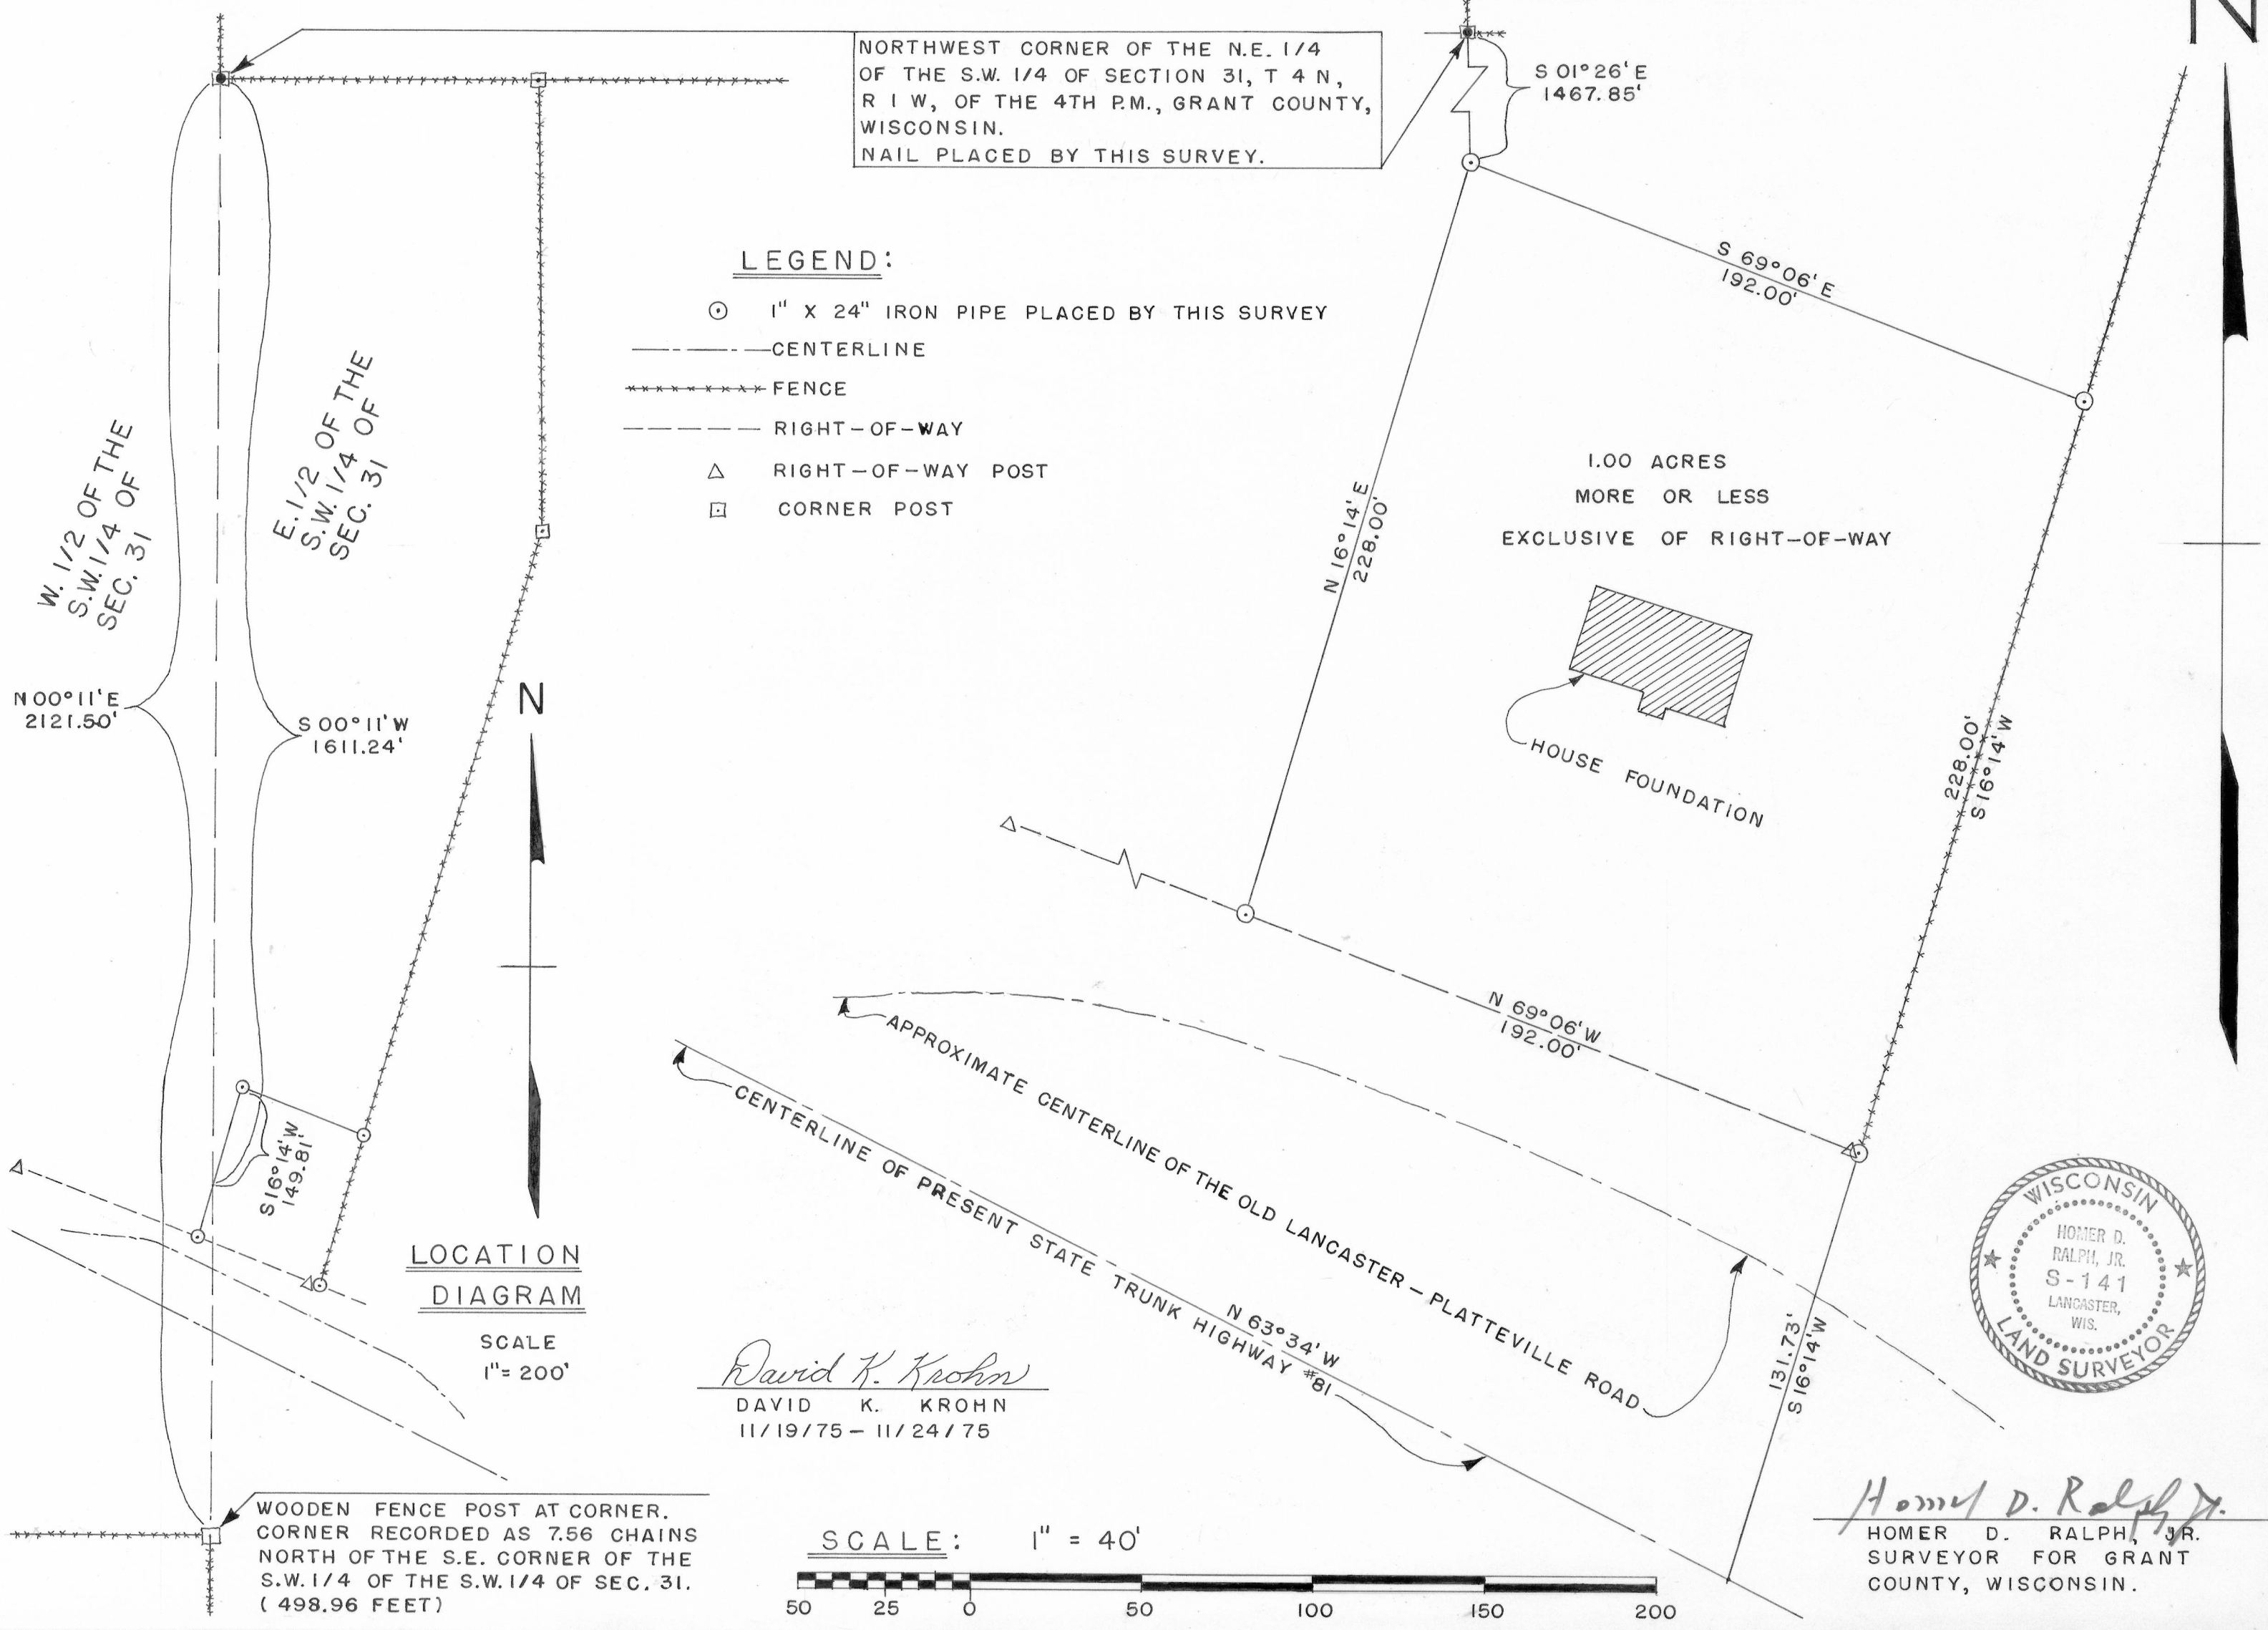 NORTHWEST CORNER OF THE N.E. 1/4
OF THE S.W. 1/4 OF SECTION 31, T 4 N,
R 1 W, OF THE 4TH P.M., GRANT COUNTY,
WISCONSIN.
NAIL PLACED BY THIS SURVEY.
S 01°26' E
1467.85'
N
LEGEND:
1" X 24" IRON PIPE PLACED BY THIS SURVEY
CENTERLINE
FENCE
RIGHT-OF-WAY
RIGHT-OF-WAY POST
CORNER POST
S 69°06' E
192.00'
W. 1/2 OF THE
S.W. 1/4 OF
SEC. 31
E. 1/2 OF THE
S.W. 1/4 OF
SEC. 31
N 16°14' E
228.00'
1.00 ACRES
MORE OR LESS
EXCLUSIVE OF RIGHT-OF-WAY
HOUSE FOUNDATION
228.00'
S 16°14' W
N 00°11' E
2121.50'
S 00°11' W
1611.24'
N
N 69°06' W
192.00'
APPROXIMATE CENTERLINE OF THE OLD LANCASTER-PLATTEVILLE ROAD
CENTERLINE OF PRESENT STATE TRUNK HIGHWAY #81
N 63°34' W
131.73'
S 16°14' W
S 16°14' W
149.81'
LOCATION
DIAGRAM
SCALE
1" = 200'
David K. Krohn
DAVID K. KROHN
11/19/75 - 11/24/75
WISCONSIN
HOMER D.
RALPH, JR.
S-141
LANCASTER,
WIS.
LAND SURVEYOR
Homer D. Ralph Jr.
HOMER D. RALPH, JR.
SURVEYOR FOR GRANT
COUNTY, WISCONSIN.
WOODEN FENCE POST AT CORNER.
CORNER RECORDED AS 7.56 CHAINS
NORTH OF THE S.E. CORNER OF THE
S.W. 1/4 OF THE S.W. 1/4 OF SEC. 31.
( 498.96 FEET)
SCALE: 1" = 40'
50 25 0 50 100 150 200